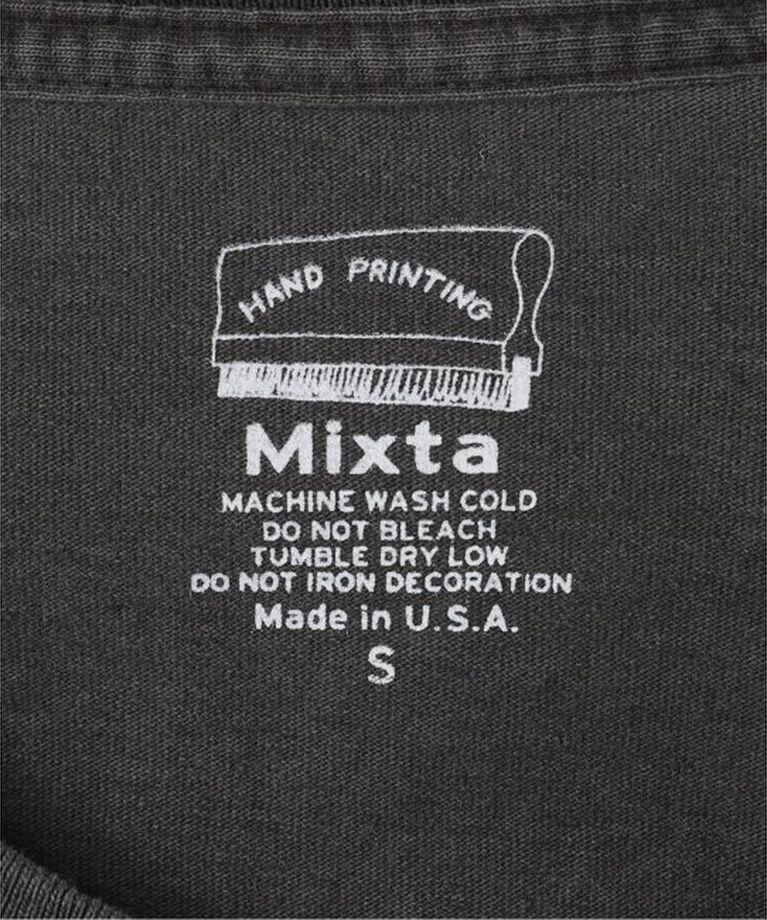 HAND PRINTING
Mixta
MACHINE WASH COLD
DO NOT BLEACH
TUMBLE DRY LOW
DO NOT IRON DECORATION
Made in U.S.A.
S